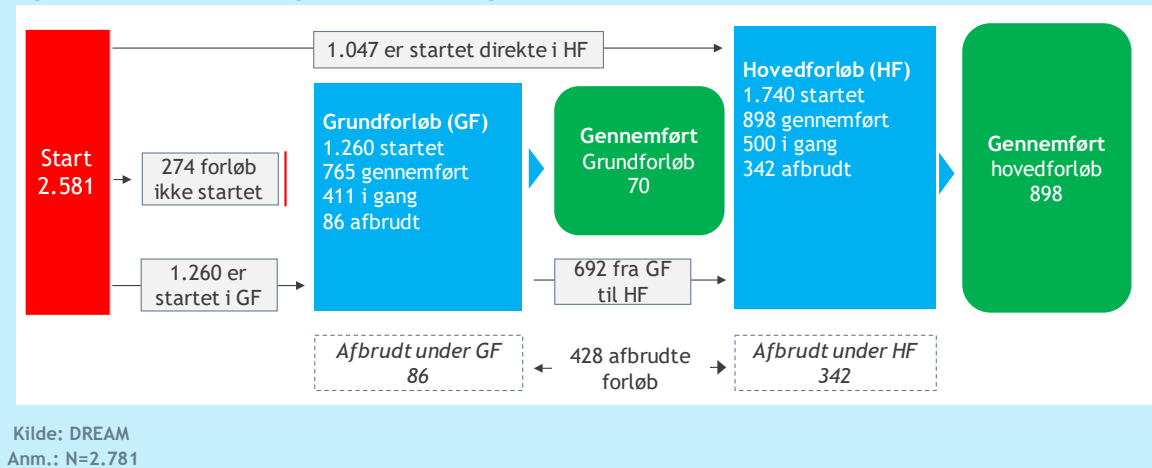 1.047 er startet direkte i HF
Start
2.581
274 forløb
ikke startet
1.260 er
startet i GF
Grundforløb (GF)
1.260 startet
765 gennemført
411 i gang
86 afbrudt
Gennemført
Grundforløb
70
692 fra GF
til HF
Hovedforløb (HF)
1.740 startet
898 gennemført
500 i gang
342 afbrudt
Gennemført
hovedforløb
898
Afbrudt under GF
86
428 afbrudte
forløb
Afbrudt under HF
342
Kilde: DREAM
Anm.: N=2.781